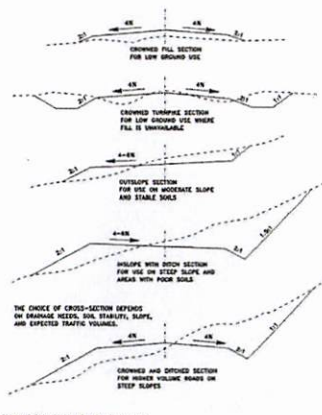 2:1 4% 4% 2:1
CROWNED FILL SECTION
FOR LOW GROUND USE
4% 4%
2:1 2:1 1:1
CROWNED TURNPIKE SECTION
FOR LOW GROUND USE WHERE
FILL IS UNAVAILABLE
4-6% 1:1
2:1
OUTSLOPE SECTION
FOR USE ON MODERATE SLOPE
AND STABLE SOILS
4-6% 1.5:1
2:1 2:1
INSLOPE WITH DITCH SECTION
FOR USE ON STEEP SLOPE AND
AREAS WITH POOR SOILS
THE CHOICE OF CROSS-SECTION DEPENDS
ON DRAINAGE NEEDS, SOIL STABILITY, SLOPE,
AND EXPECTED TRAFFIC VOLUMES.
1:1
4% 4%
2:1 2:1
CROWNED AND DITCHED SECTION
FOR HIGHER VOLUME ROADS ON
STEEP SLOPES